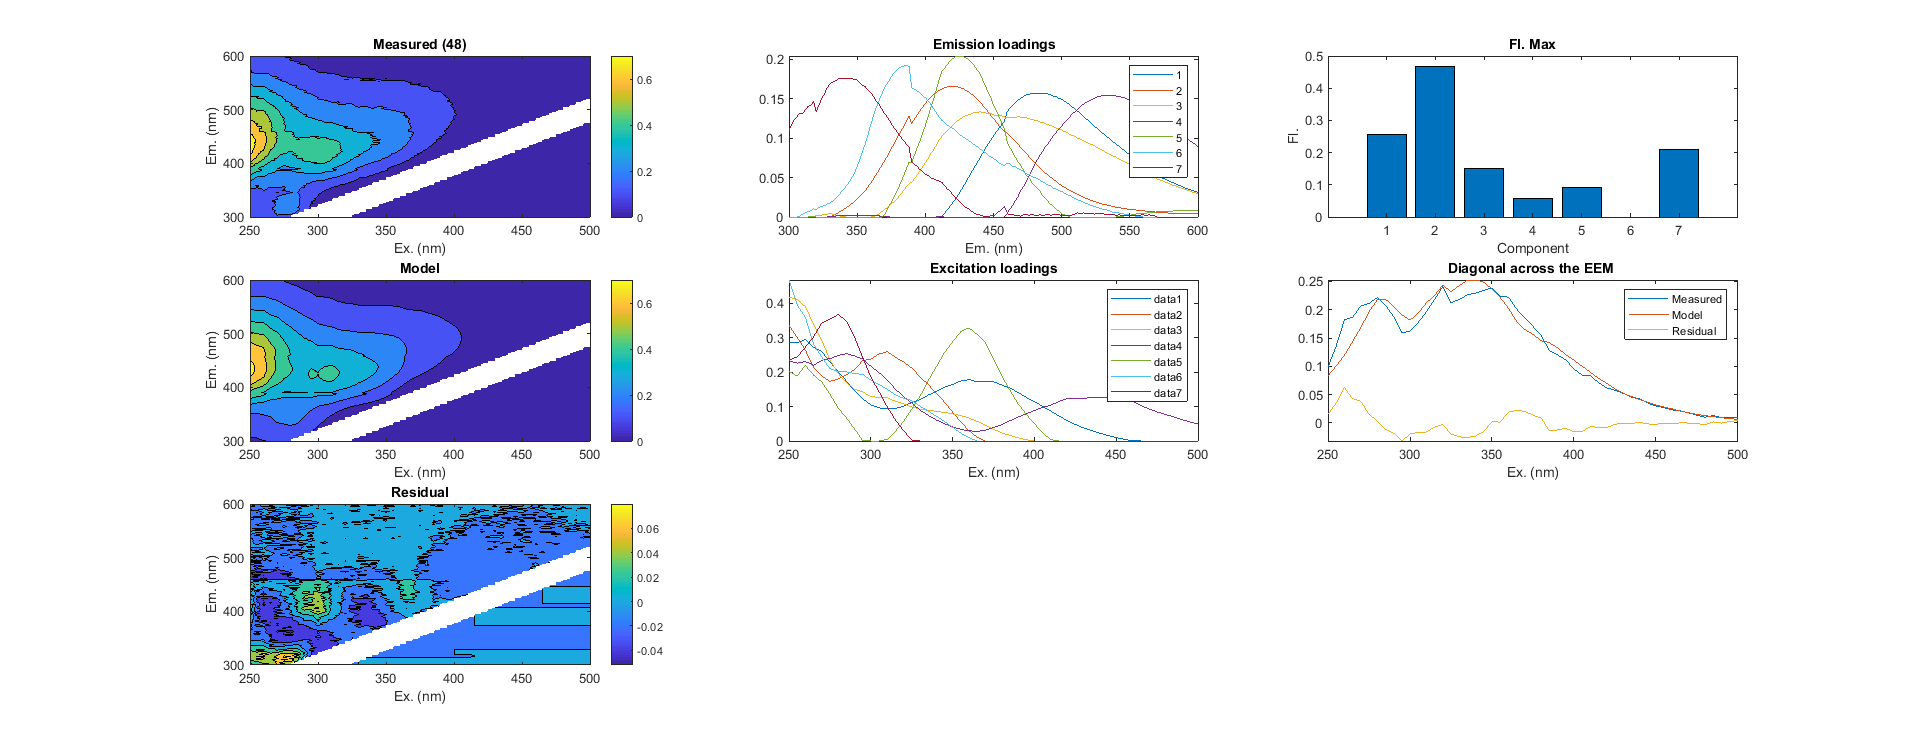 Measured (48)
600
500
400
300
Em. (nm)
250 300 350 400 450 500
Ex. (nm)
0.6
0.4
0.2
0
Emission loadings
0.2
0.15
0.1
0.05
0
1
2
3
4
5
6
7
300 350 400 450 500 550 600
Em. (nm)
Fl. Max
0.5
0.4
0.3
0.2
0.1
0
Fl.
1 2 3 4 5 6 7
Component
Model
600
500
400
300
Em. (nm)
250 300 350 400 450 500
Ex. (nm)
0.6
0.4
0.2
0
Excitation loadings
0.4
0.3
0.2
0.1
0
data1
data2
data3
data4
data5
data6
data7
250 300 350 400 450 500
Ex. (nm)
Diagonal across the EEM
0.25
0.2
0.15
0.1
0.05
0
Measured
Model
Residual
250 300 350 400 450 500
Ex. (nm)
Residual
600
500
400
300
Em. (nm)
250 300 350 400 450 500
Ex. (nm)
0.06
0.04
0.02
0
-0.02
-0.04